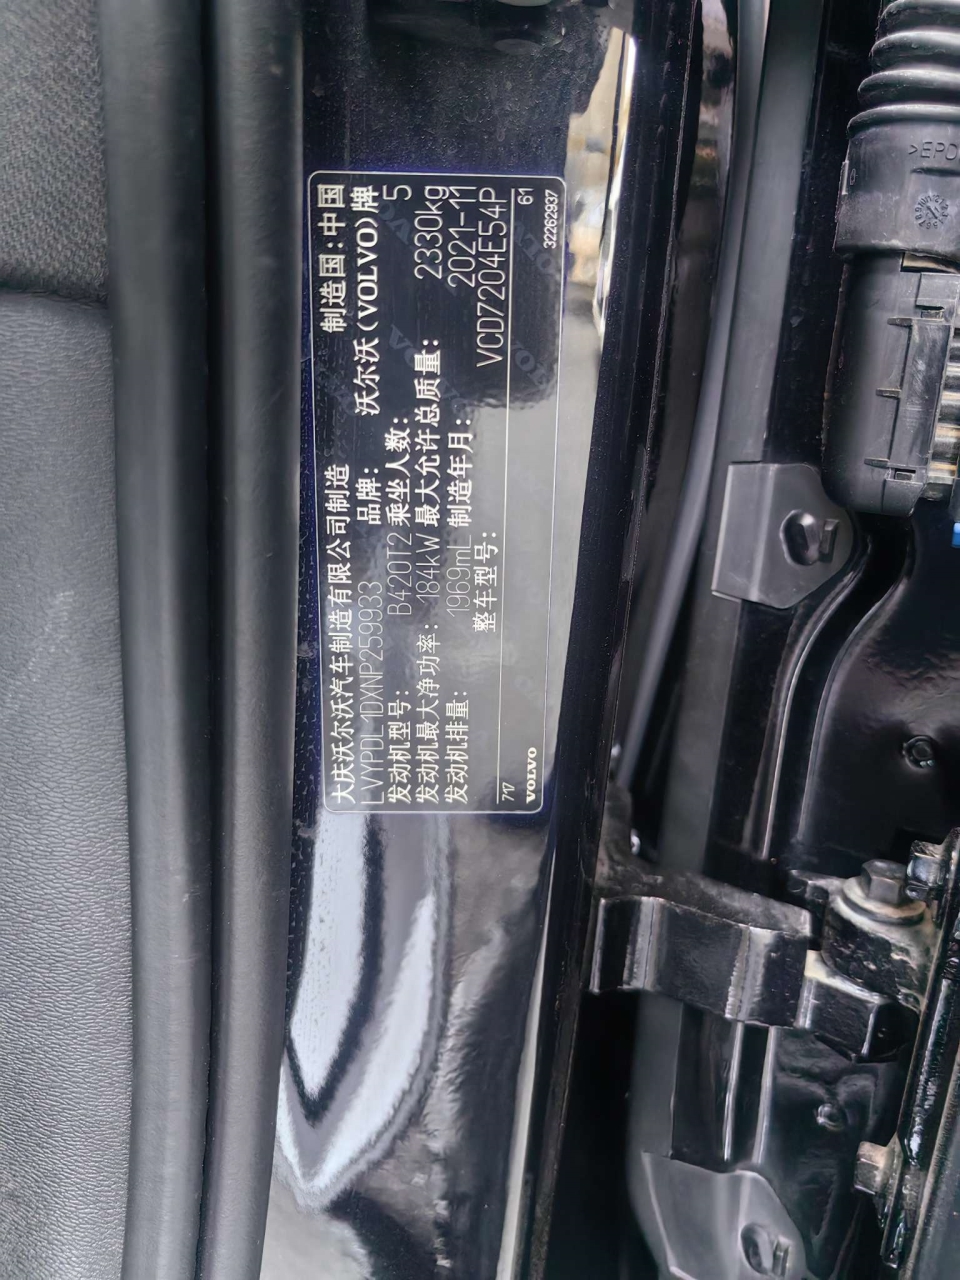 大庆沃尔沃汽车制造有限公司制造 制造国:中国
LVYPDL1DXNP259933 品牌: 沃尔沃(VOLVO)牌
发动机型号: B420T2 乘坐人数: 5
发动机最大净功率: 184kW 最大允许总质量: 2330kg
发动机排量: 1969mL 制造年月: 2021-11
整车型号: VCD7204E54P
717 61
VOLVO 32262937
>EPD